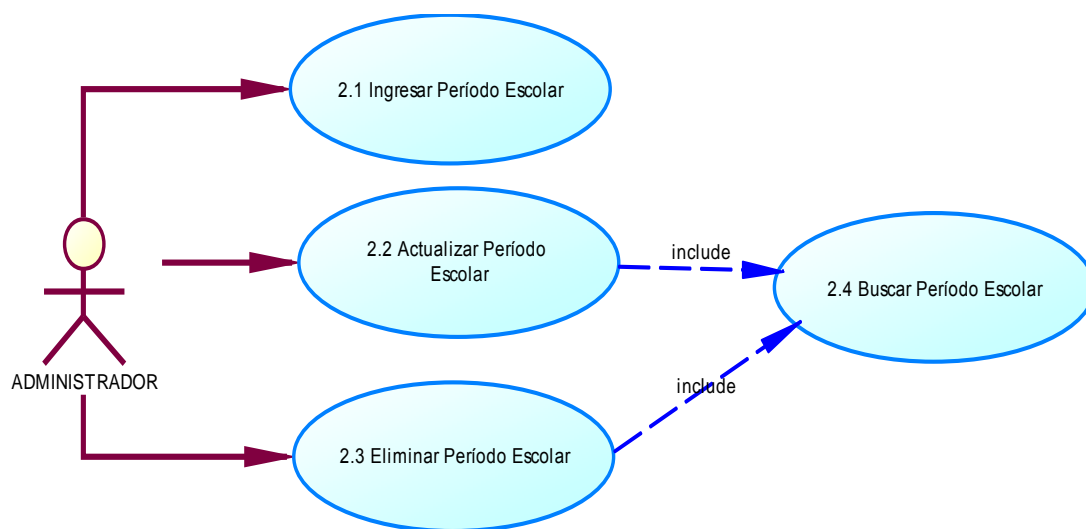 2.1 Ingresar Período Escolar
2.2 Actualizar Período
Escolar
include
2.4 Buscar Período Escolar
ADMINISTRADOR
include
2.3 Eliminar Período Escolar